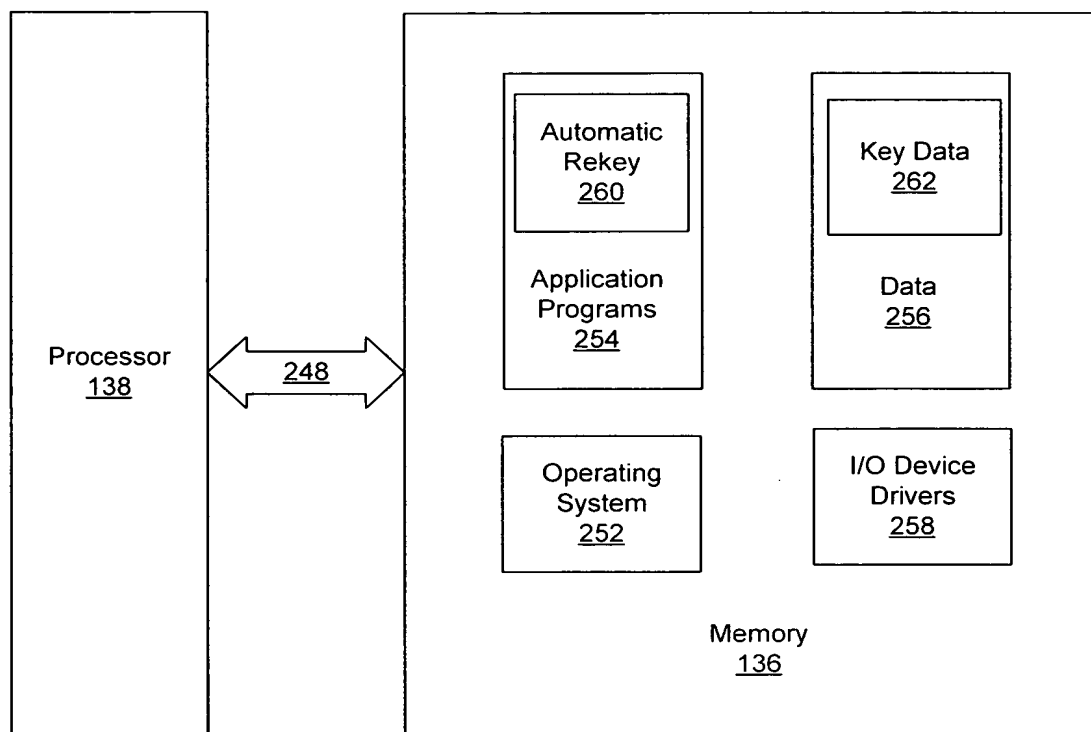 Processor
138
248
Automatic
Rekey
260
Application
Programs
254
Key Data
262
Data
256
Operating
System
252
I/O Device
Drivers
258
Memory
136